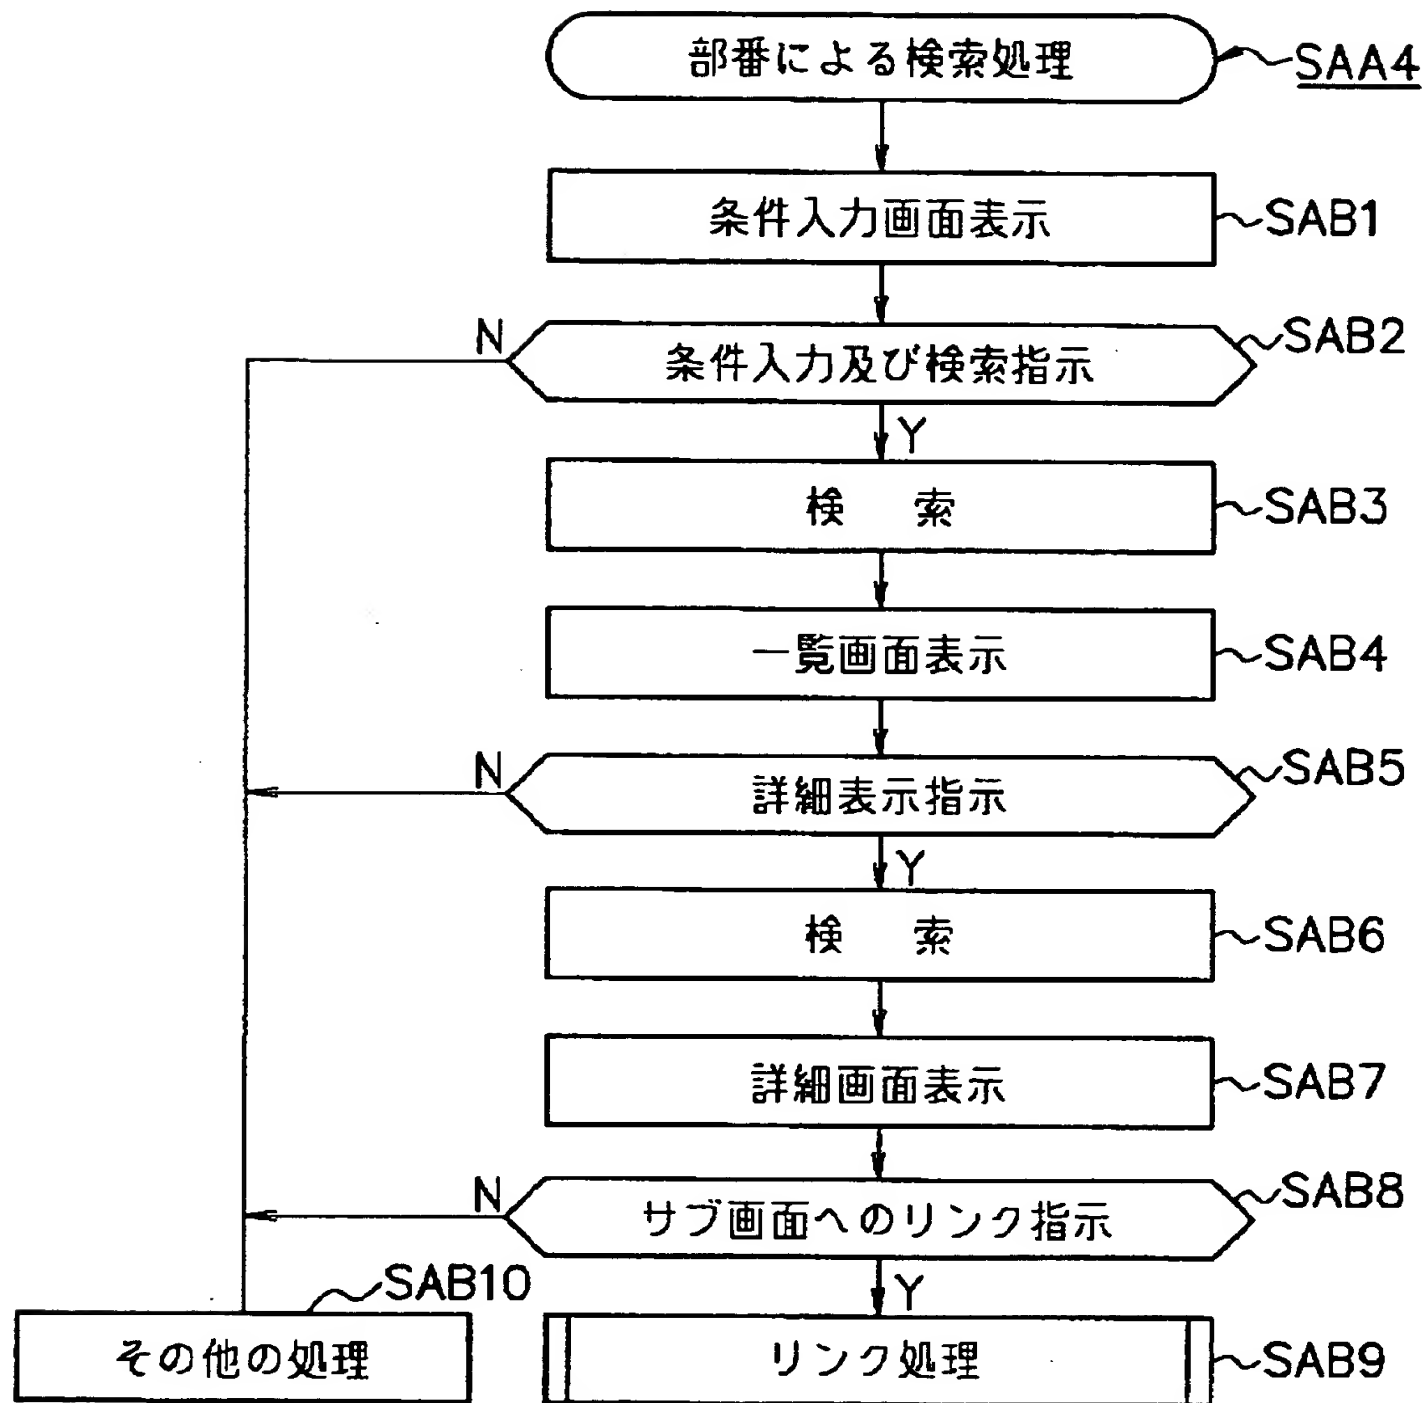 部番による検索処理 SAA4
条件入力画面表示 SAB1
N 条件入力及び検索指示 SAB2
Y
検 索 SAB3
一覧画面表示 SAB4
N 詳細表示指示 SAB5
Y
検 索 SAB6
詳細画面表示 SAB7
N サブ画面へのリンク指示 SAB8
Y
SAB10
その他の処理
リンク処理 SAB9